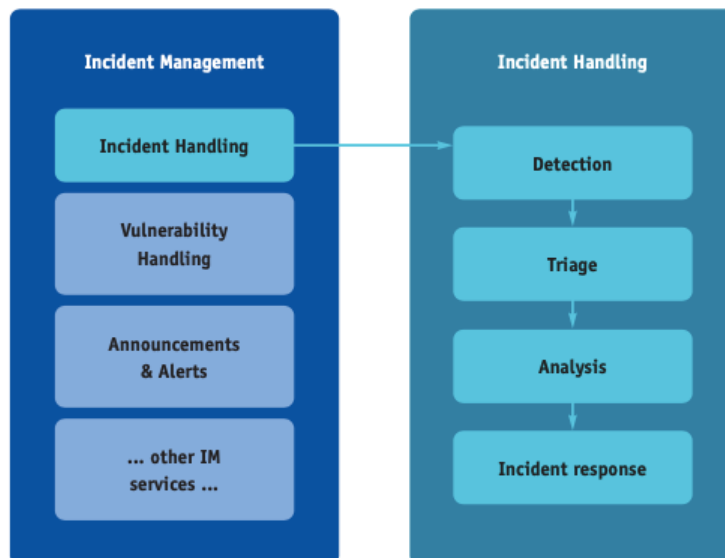 Incident Management
Incident Handling
Vulnerability
Handling
Announcements
& Alerts
... other IM
services ...
Incident Handling
Detection
Triage
Analysis
Incident response